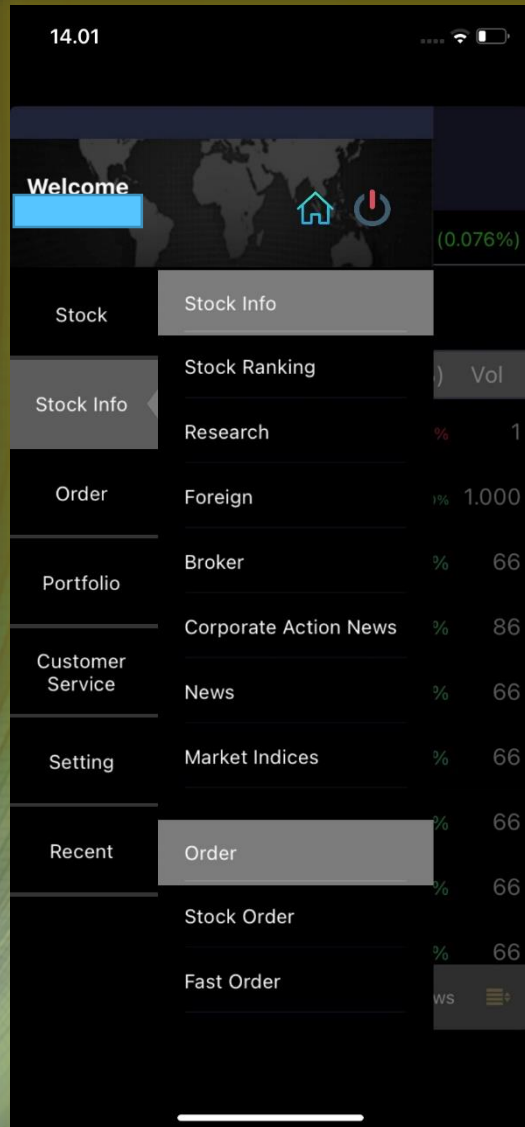 14.01
Welcome
(0.076%)
Stock
Stock Info
Order
Portfolio
Customer
Service
Setting
Recent
Stock Info
Stock Ranking
Research
Foreign
Broker
Corporate Action News
News
Market Indices
Order
Stock Order
Fast Order
) Vol
% 1
% 1.000
% 66
% 86
% 66
% 66
% 66
% 66
% 66
ws